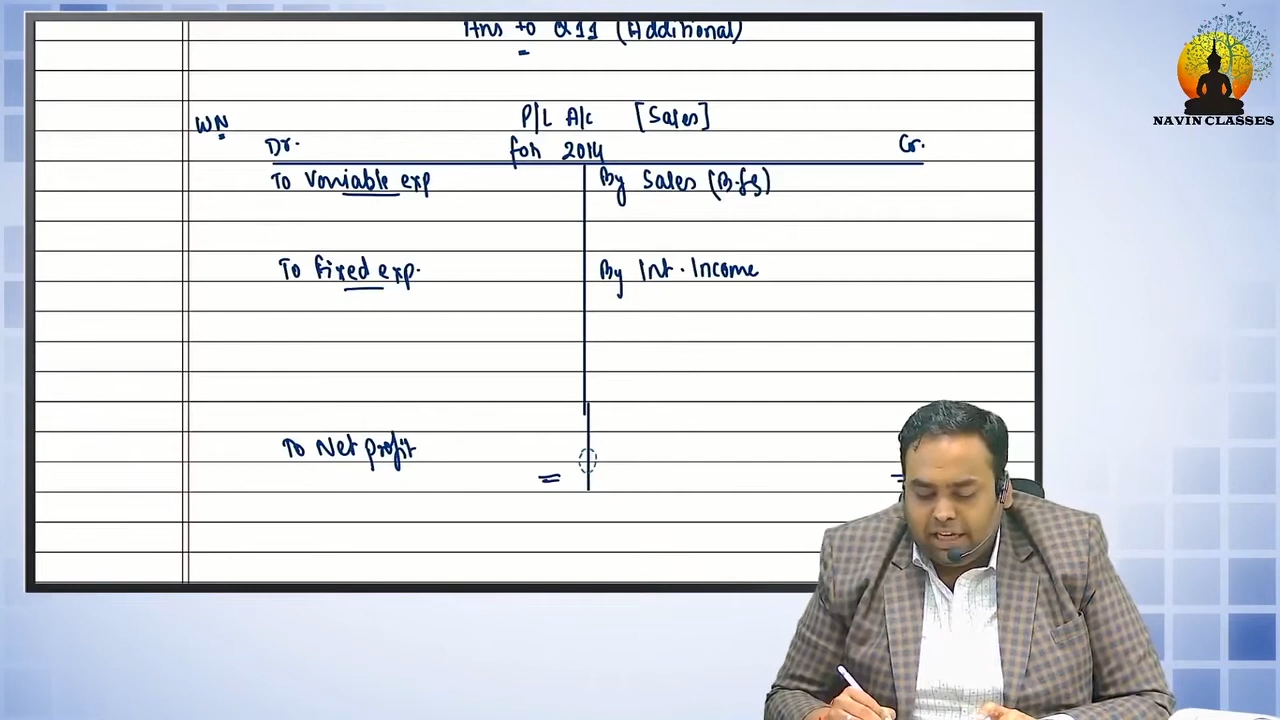 Ans to Q11 (Additional)
WN
P/L A/c [Sales]
Dr. for 2014 Cr.
To Variable exp By Sales (B.fg)
To fixed exp. By Int. Income
To Net profit
NAVIN CLASSES